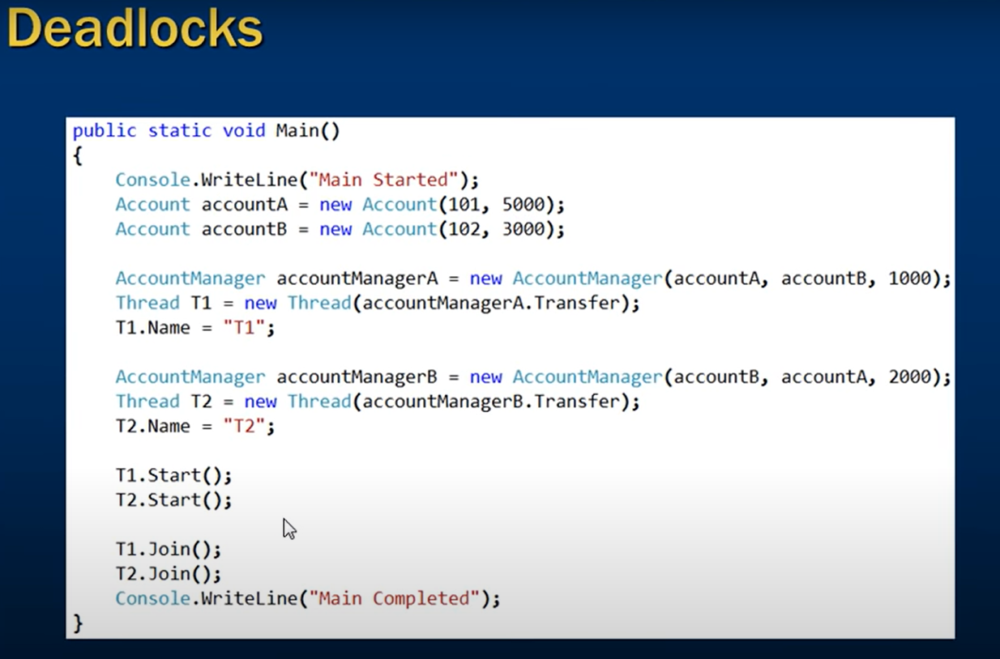 Deadlocks
public static void Main()
{
Console.WriteLine("Main Started");
Account accountA = new Account(101, 5000);
Account accountB = new Account(102, 3000);
AccountManager accountManagerA = new AccountManager(accountA, accountB, 1000);
Thread T1 = new Thread(accountManagerA.Transfer);
T1.Name = "T1";
AccountManager accountManagerB = new AccountManager(accountB, accountA, 2000);
Thread T2 = new Thread(accountManagerB.Transfer);
T2.Name = "T2";
T1.Start();
T2.Start();
T1.Join();
T2.Join();
Console.WriteLine("Main Completed");
}